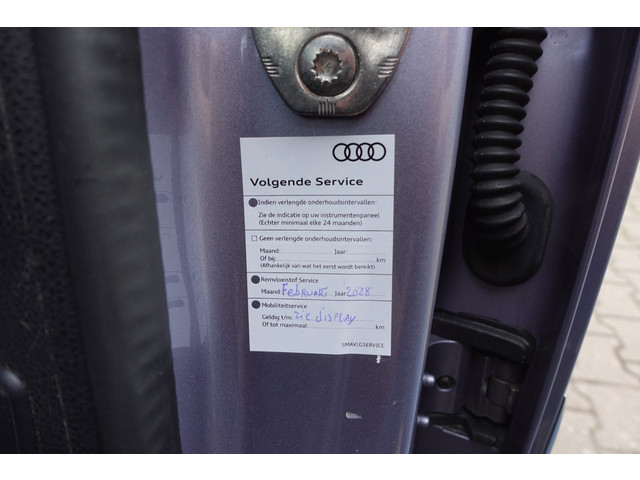 Volgende Service
Indien verlengde onderhoudsintervallen:
Zie de indicatie op uw instrumentenpaneel
(Echter minimaal elke 24 maanden)
Geen verlengde onderhoudsintervallen:
Maand: Jaar:
Of bij: km
(Afhankelijk van wat het eerst wordt bereikt)
Remvloeistof Service
Maand: FEBRUARI Jaar 2028
Mobiliteitservice
Geldig t/m: zie display
Of tot maximaal: km
LMAVLGSERVICE